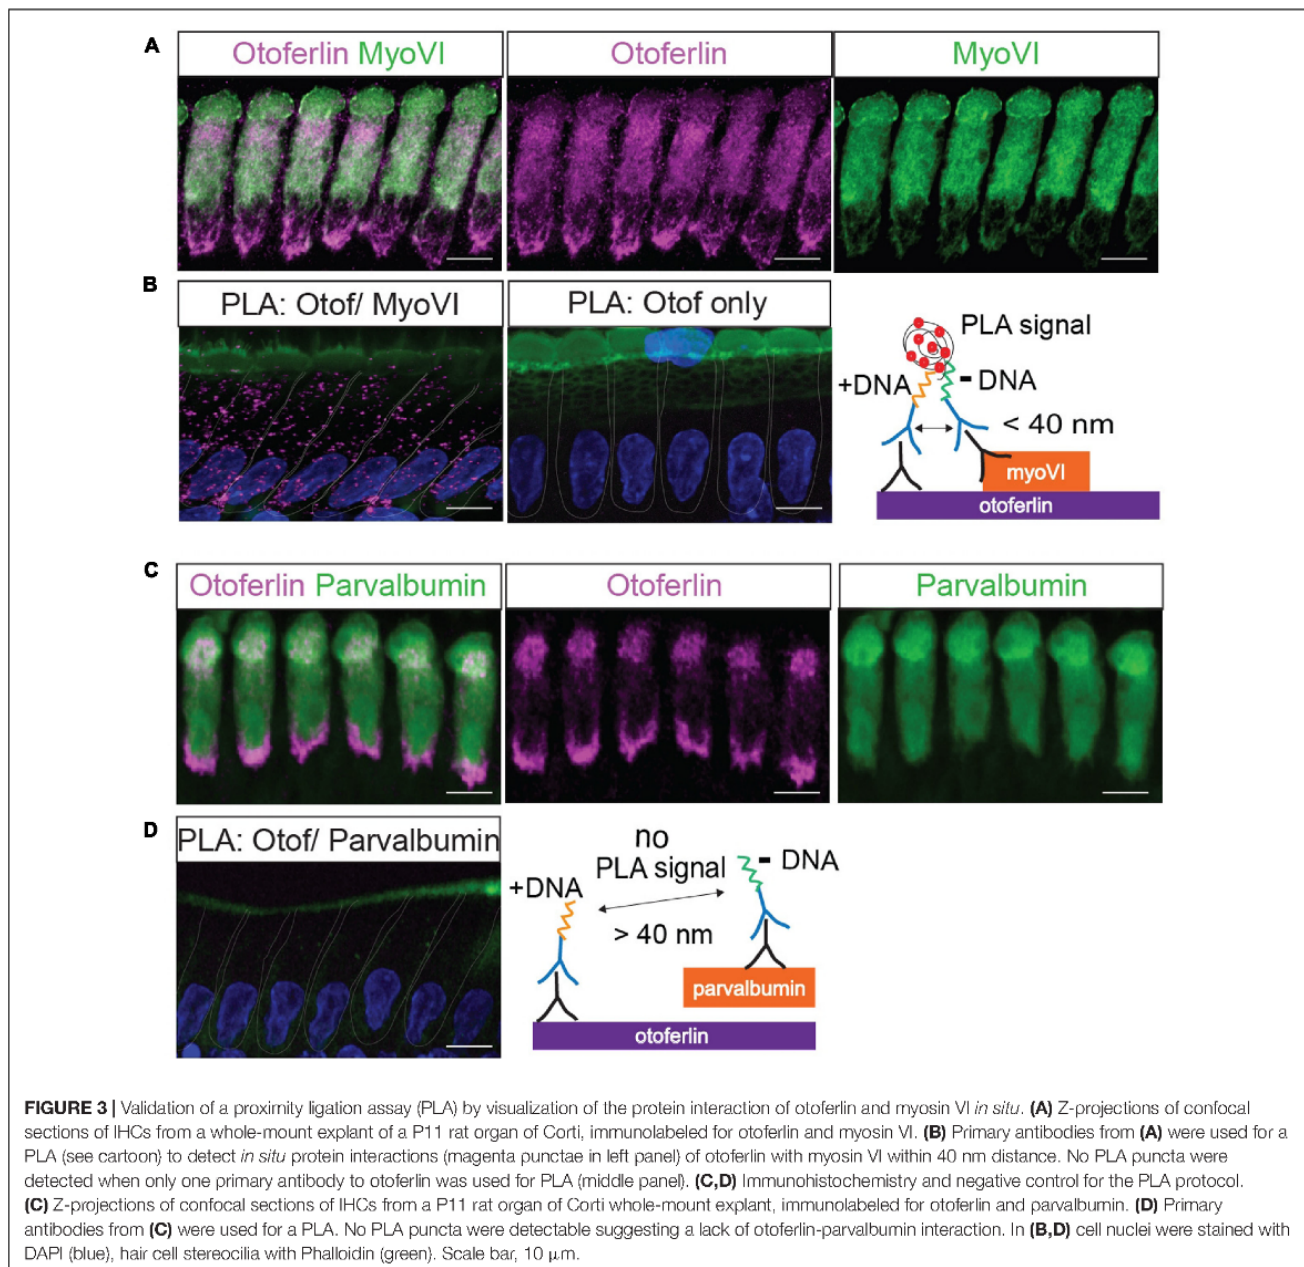 A
Otoferlin MyoVI
Otoferlin
MyoVI
B
PLA: Otof/ MyoVI
PLA: Otof only
PLA signal
+DNA
- DNA
< 40 nm
myoVI
otoferlin
C
Otoferlin Parvalbumin
Otoferlin
Parvalbumin
D
PLA: Otof/ Parvalbumin
no
PLA signal
- DNA
+DNA
> 40 nm
parvalbumin
otoferlin
FIGURE 3 | Validation of a proximity ligation assay (PLA) by visualization of the protein interaction of otoferlin and myosin VI in situ. (A) Z-projections of confocal
sections of IHCs from a whole-mount explant of a P11 rat organ of Corti, immunolabeled for otoferlin and myosin VI. (B) Primary antibodies from (A) were used for a
PLA (see cartoon) to detect in situ protein interactions (magenta punctae in left panel) of otoferlin with myosin VI within 40 nm distance. No PLA puncta were
detected when only one primary antibody to otoferlin was used for PLA (middle panel). (C,D) Immunohistochemistry and negative control for the PLA protocol.
(C) Z-projections of confocal sections of IHCs from a P11 rat organ of Corti whole-mount explant, immunolabeled for otoferlin and parvalbumin. (D) Primary
antibodies from (C) were used for a PLA. No PLA puncta were detectable suggesting a lack of otoferlin-parvalbumin interaction. In (B,D) cell nuclei were stained with
DAPI (blue), hair cell stereocilia with Phalloidin (green). Scale bar, 10 μm.